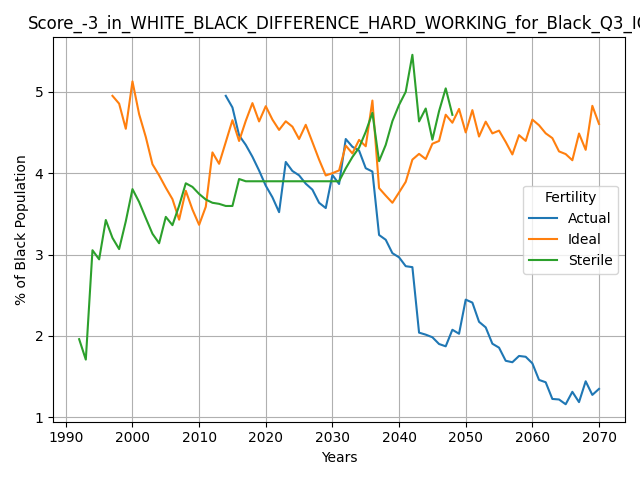 Score_-3_in_WHITE_BLACK_DIFFERENCE_HARD_WORKING_for_Black_Q3_IC
% of Black Population
5
4
3
2
1
Fertility
Actual
Ideal
Sterile
1990 2000 2010 2020 2030 2040 2050 2060 2070
Years